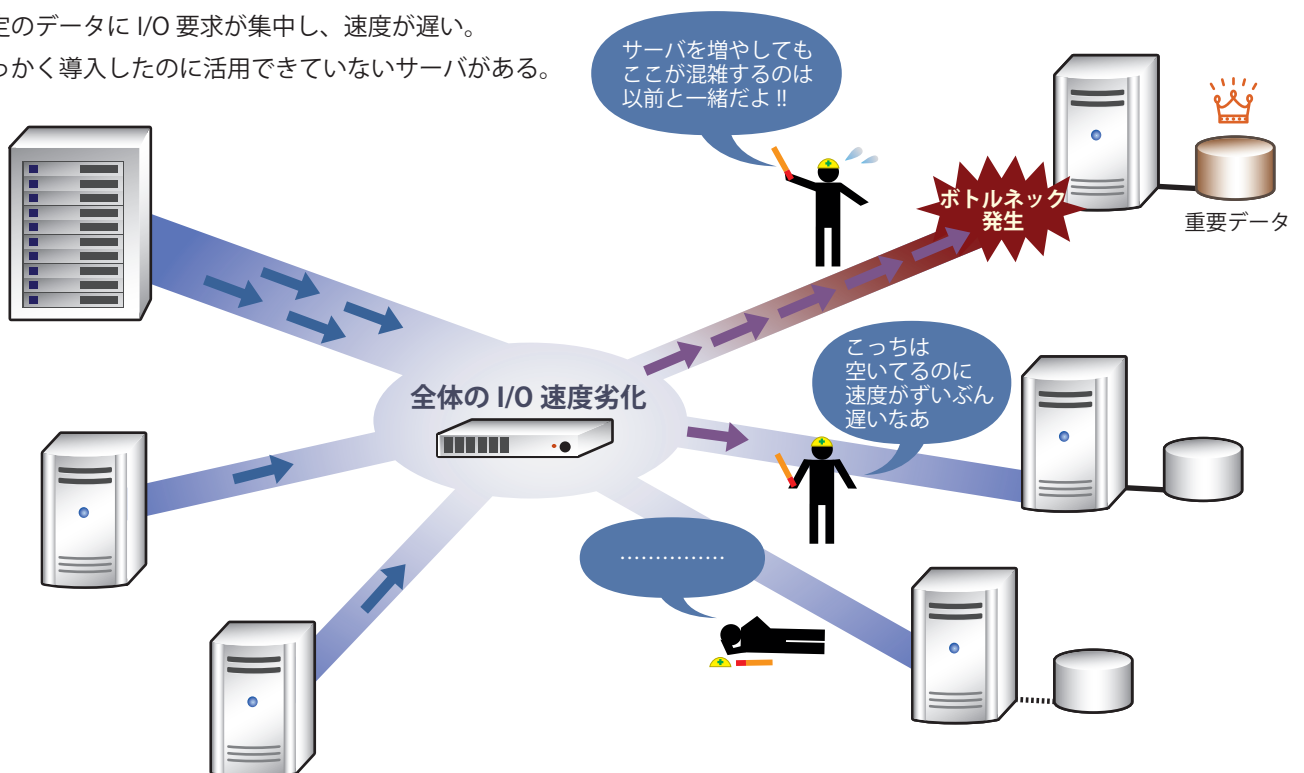 定のデータに I/O 要求が集中し、速度が遅い。
っかく導入したのに活用できていないサーバがある。
サーバを増やしても
ここが混雑するのは
以前と一緒だよ !!
ボトルネック
発生
重要データ
こっちは
空いてるのに
速度がずいぶん
遅いなあ
全体の I/O 速度劣化
……………